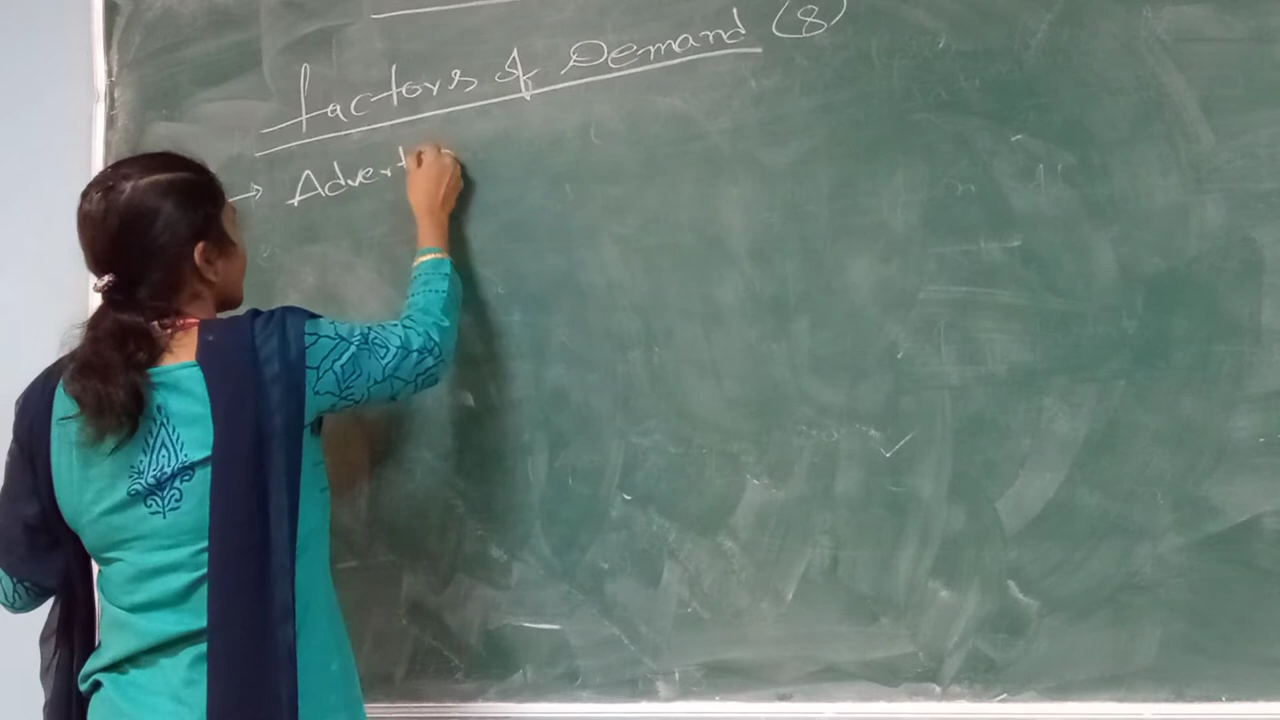 Factors of Demand (8)
→ Advert